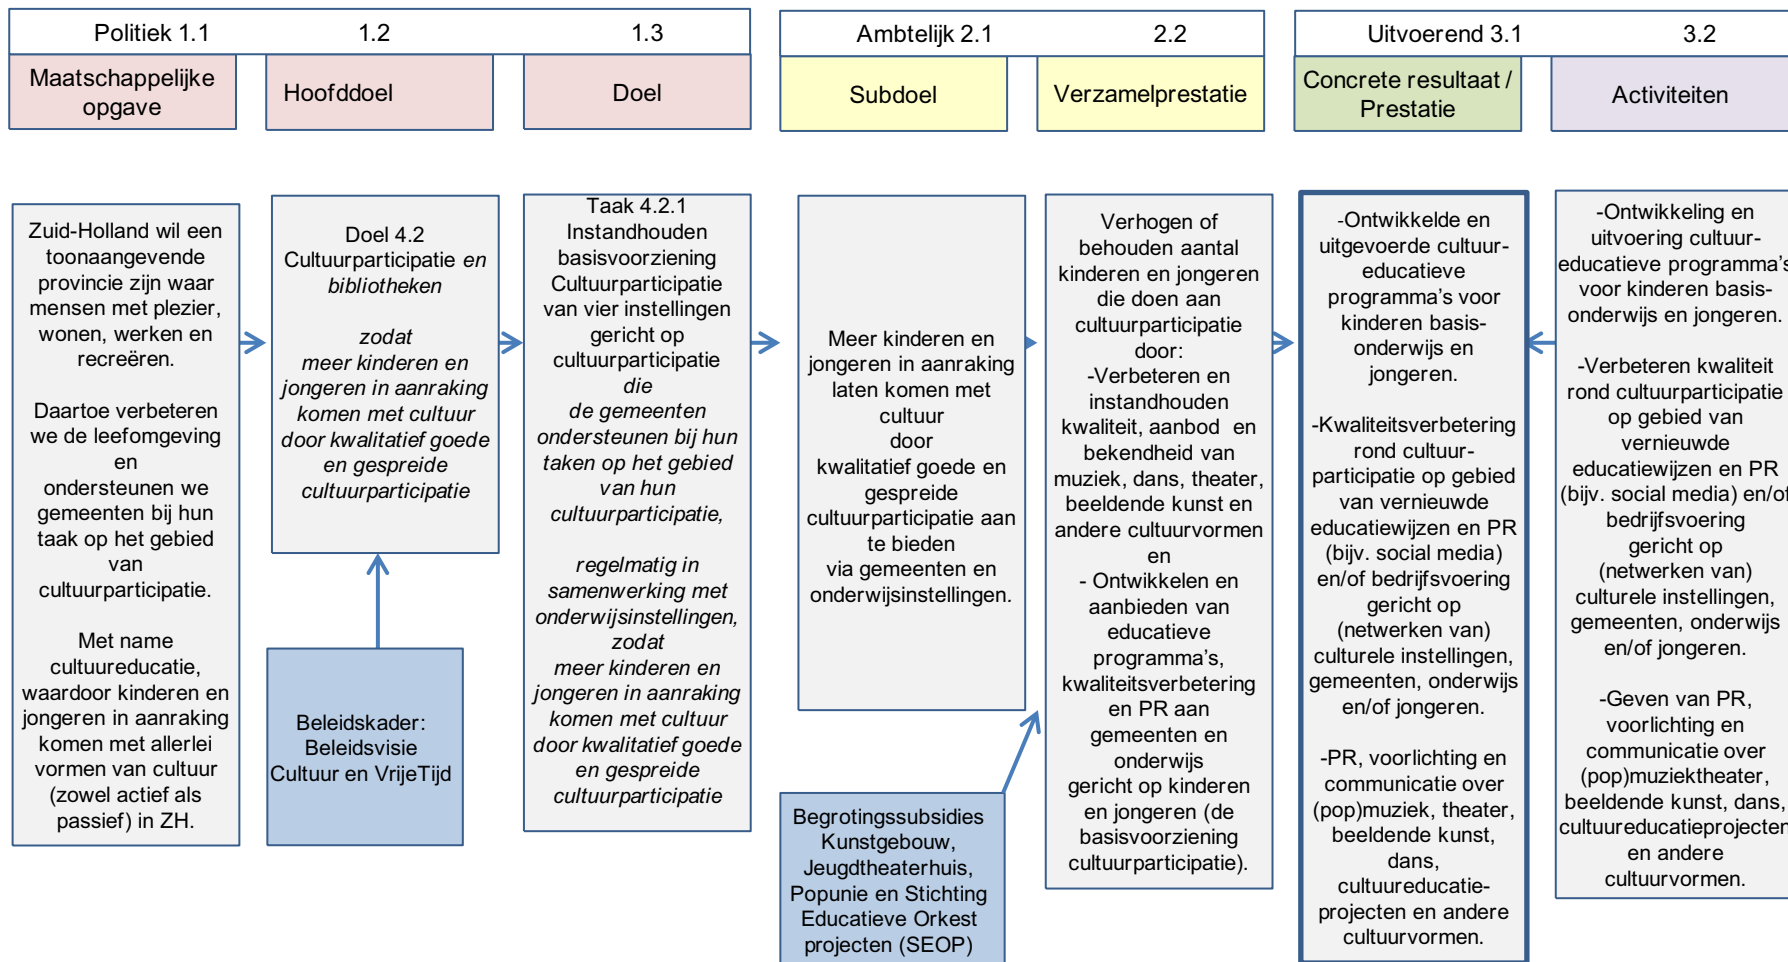 Politiek 1.1 1.2 1.3
Maatschappelijke
opgave
Hoofddoel
Doel
Ambtelijk 2.1 2.2
Subdoel
Verzamelprestatie
Uitvoerend 3.1 3.2
Concrete resultaat /
Prestatie
Activiteiten
Zuid-Holland wil een
toonaangevende
provincie zijn waar
mensen met plezier,
wonen, werken en
recreëren.
Daartoe verbeteren
we de leefomgeving
en
ondersteunen we
gemeenten bij hun
taak op het gebied
van
cultuurparticipatie.
Met name
cultuureducatie,
waardoor kinderen en
jongeren in aanraking
komen met allerlei
vormen van cultuur
(zowel actief als
passief) in ZH.
Doel 4.2
Cultuurparticipatie en
bibliotheken
zodat
meer kinderen en
jongeren in aanraking
komen met cultuur
door kwalitatief goede
en gespreide
cultuurparticipatie
Beleidskader:
Beleidsvisie
Cultuur en VrijeTijd
Taak 4.2.1
Instandhouden
basisvoorziening
Cultuurparticipatie
van vier instellingen
gericht op
cultuurparticipatie
die
de gemeenten
ondersteunen bij hun
taken op het gebied
van hun
cultuurparticipatie,
regelmatig in
samenwerking met
onderwijsinstellingen,
zodat
meer kinderen en
jongeren in aanraking
komen met cultuur
door kwalitatief goede
en gespreide
cultuurparticipatie
Meer kinderen en
jongeren in aanraking
laten komen met
cultuur
door
kwalitatief goede en
gespreide
cultuurparticipatie aan
te bieden
via gemeenten en
onderwijsinstellingen.
Begrotingssubsidies
Kunstgebouw,
Jeugdtheaterhuis,
Popunie en Stichting
Educatieve Orkest
projecten (SEOP)
Verhogen of
behouden aantal
kinderen en jongeren
die doen aan
cultuurparticipatie
door:
-Verbeteren en
instandhouden
kwaliteit, aanbod en
bekendheid van
muziek, dans, theater,
beeldende kunst en
andere cultuurvormen
en
- Ontwikkelen en
aanbieden van
educatieve
programma's,
kwaliteitsverbetering
en PR aan
gemeenten en
onderwijs
gericht op kinderen
en jongeren (de
basisvoorziening
cultuurparticipatie).
-Ontwikkelde en
uitgevoerde cultuur-
educatieve
programma's voor
kinderen basis-
onderwijs en
jongeren.
-Kwaliteitsverbetering
rond cultuur-
participatie op gebied
van vernieuwde
educatiewijzen en PR
(bijv. social media)
en/of bedrijfsvoering
gericht op
(netwerken van)
culturele instellingen,
gemeenten, onderwijs
en/of jongeren.
-PR, voorlichting en
communicatie over
(pop)muziek, theater,
beeldende kunst,
dans,
cultuureducatie-
projecten en andere
cultuurvormen.
-Ontwikkeling en
uitvoering cultuur-
educatieve programma's
voor kinderen basis-
onderwijs en jongeren.
-Verbeteren kwaliteit
rond cultuurparticipatie
op gebied van
vernieuwde
educatiewijzen en PR
(bijv. social media) en/of
bedrijfsvoering
gericht op
(netwerken van)
culturele instellingen,
gemeenten, onderwijs
en/of jongeren.
-Geven van PR,
voorlichting en
communicatie over
(pop)muziektheater,
beeldende kunst, dans,
cultuureducatieprojecten
en andere
cultuurvormen.